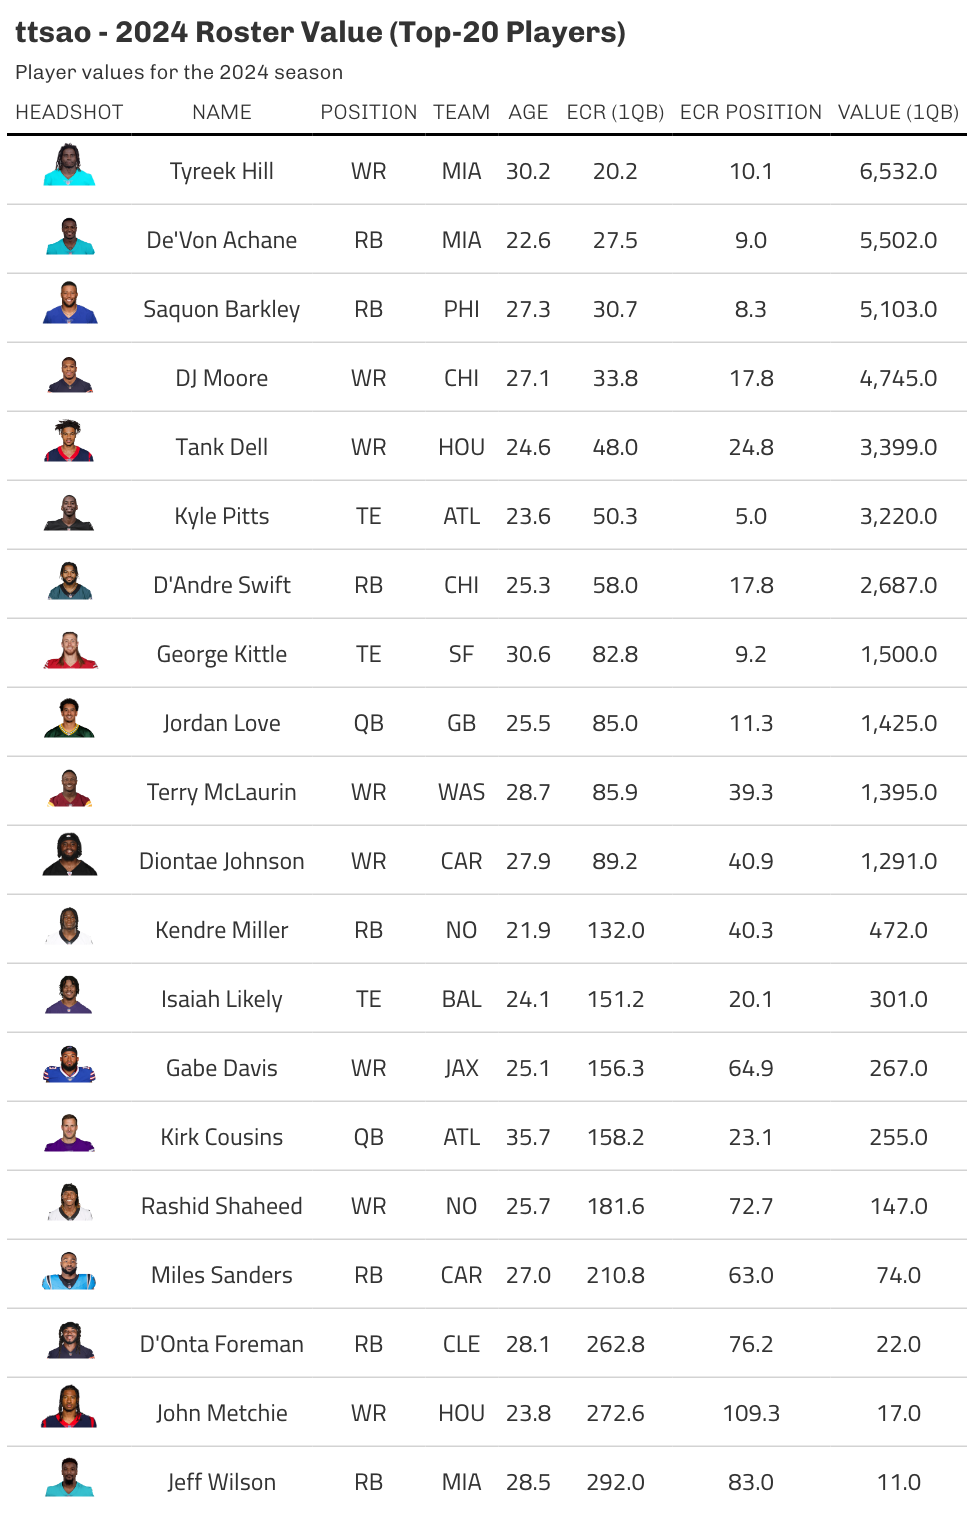 ttsao - 2024 Roster Value (Top-20 Players)
Player values for the 2024 season
HEADSHOT NAME POSITION TEAM AGE ECR (1QB) ECR POSITION VALUE (1QB)
Tyreek Hill WR MIA 30.2 20.2 10.1 6,532.0
De'Von Achane RB MIA 22.6 27.5 9.0 5,502.0
Saquon Barkley RB PHI 27.3 30.7 8.3 5,103.0
DJ Moore WR CHI 27.1 33.8 17.8 4,745.0
Tank Dell WR HOU 24.6 48.0 24.8 3,399.0
Kyle Pitts TE ATL 23.6 50.3 5.0 3,220.0
D'Andre Swift RB CHI 25.3 58.0 17.8 2,687.0
George Kittle TE SF 30.6 82.8 9.2 1,500.0
Jordan Love QB GB 25.5 85.0 11.3 1,425.0
Terry McLaurin WR WAS 28.7 85.9 39.3 1,395.0
Diontae Johnson WR CAR 27.9 89.2 40.9 1,291.0
Kendre Miller RB NO 21.9 132.0 40.3 472.0
Isaiah Likely TE BAL 24.1 151.2 20.1 301.0
Gabe Davis WR JAX 25.1 156.3 64.9 267.0
Kirk Cousins QB ATL 35.7 158.2 23.1 255.0
Rashid Shaheed WR NO 25.7 181.6 72.7 147.0
Miles Sanders RB CAR 27.0 210.8 63.0 74.0
D'Onta Foreman RB CLE 28.1 262.8 76.2 22.0
John Metchie WR HOU 23.8 272.6 109.3 17.0
Jeff Wilson RB MIA 28.5 292.0 83.0 11.0